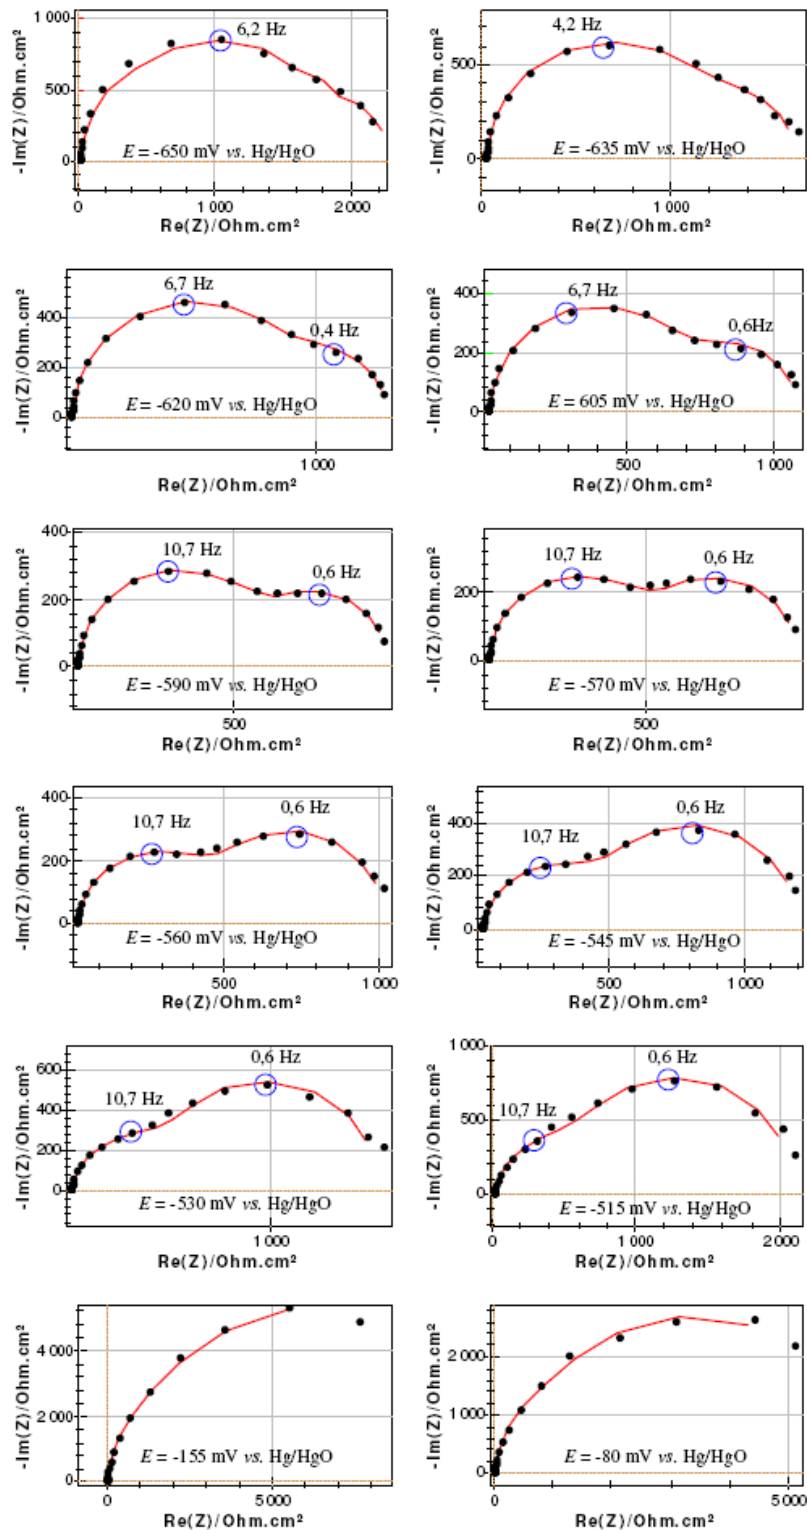 1 000
6,2 Hz
500
0
E = -650 mV vs. Hg/HgO
0
1 000
2 000
-Im(Z)/Ohm.cm²
Re(Z)/Ohm.cm²
4,2 Hz
500
0
E = -635 mV vs. Hg/HgO
0
1 000
-Im(Z)/Ohm.cm²
Re(Z)/Ohm.cm²
6,7 Hz
400
0,4 Hz
200
0
E = -620 mV vs. Hg/HgO
1 000
-Im(Z)/Ohm.cm²
Re(Z)/Ohm.cm²
6,7 Hz
400
0,6Hz
200
0
E = 605 mV vs. Hg/HgO
500
1 000
-Im(Z)/Ohm.cm²
Re(Z)/Ohm.cm²
400
10,7 Hz
0,6 Hz
200
0
E = -590 mV vs. Hg/HgO
500
-Im(Z)/Ohm.cm²
Re(Z)/Ohm.cm²
10,7 Hz
0,6 Hz
200
0
E = -570 mV vs. Hg/HgO
500
-Im(Z)/Ohm.cm²
Re(Z)/Ohm.cm²
400
0,6 Hz
10,7 Hz
200
0
E = -560 mV vs. Hg/HgO
500
1 000
-Im(Z)/Ohm.cm²
Re(Z)/Ohm.cm²
0,6 Hz
400
10,7 Hz
200
0
E = -545 mV vs. Hg/HgO
500
1 000
-Im(Z)/Ohm.cm²
Re(Z)/Ohm.cm²
600
0,6 Hz
400
10,7 Hz
200
0
E = -530 mV vs. Hg/HgO
1 000
-Im(Z)/Ohm.cm²
Re(Z)/Ohm.cm²
1 000
0,6 Hz
10,7 Hz
500
0
E = -515 mV vs. Hg/HgO
0
1 000
2 000
-Im(Z)/Ohm.cm²
Re(Z)/Ohm.cm²
4 000
2 000
0
E = -155 mV vs. Hg/HgO
0
5 000
-Im(Z)/Ohm.cm²
Re(Z)/Ohm.cm²
2 000
1 000
0
E = -80 mV vs. Hg/HgO
0
5 000
-Im(Z)/Ohm.cm²
Re(Z)/Ohm.cm²